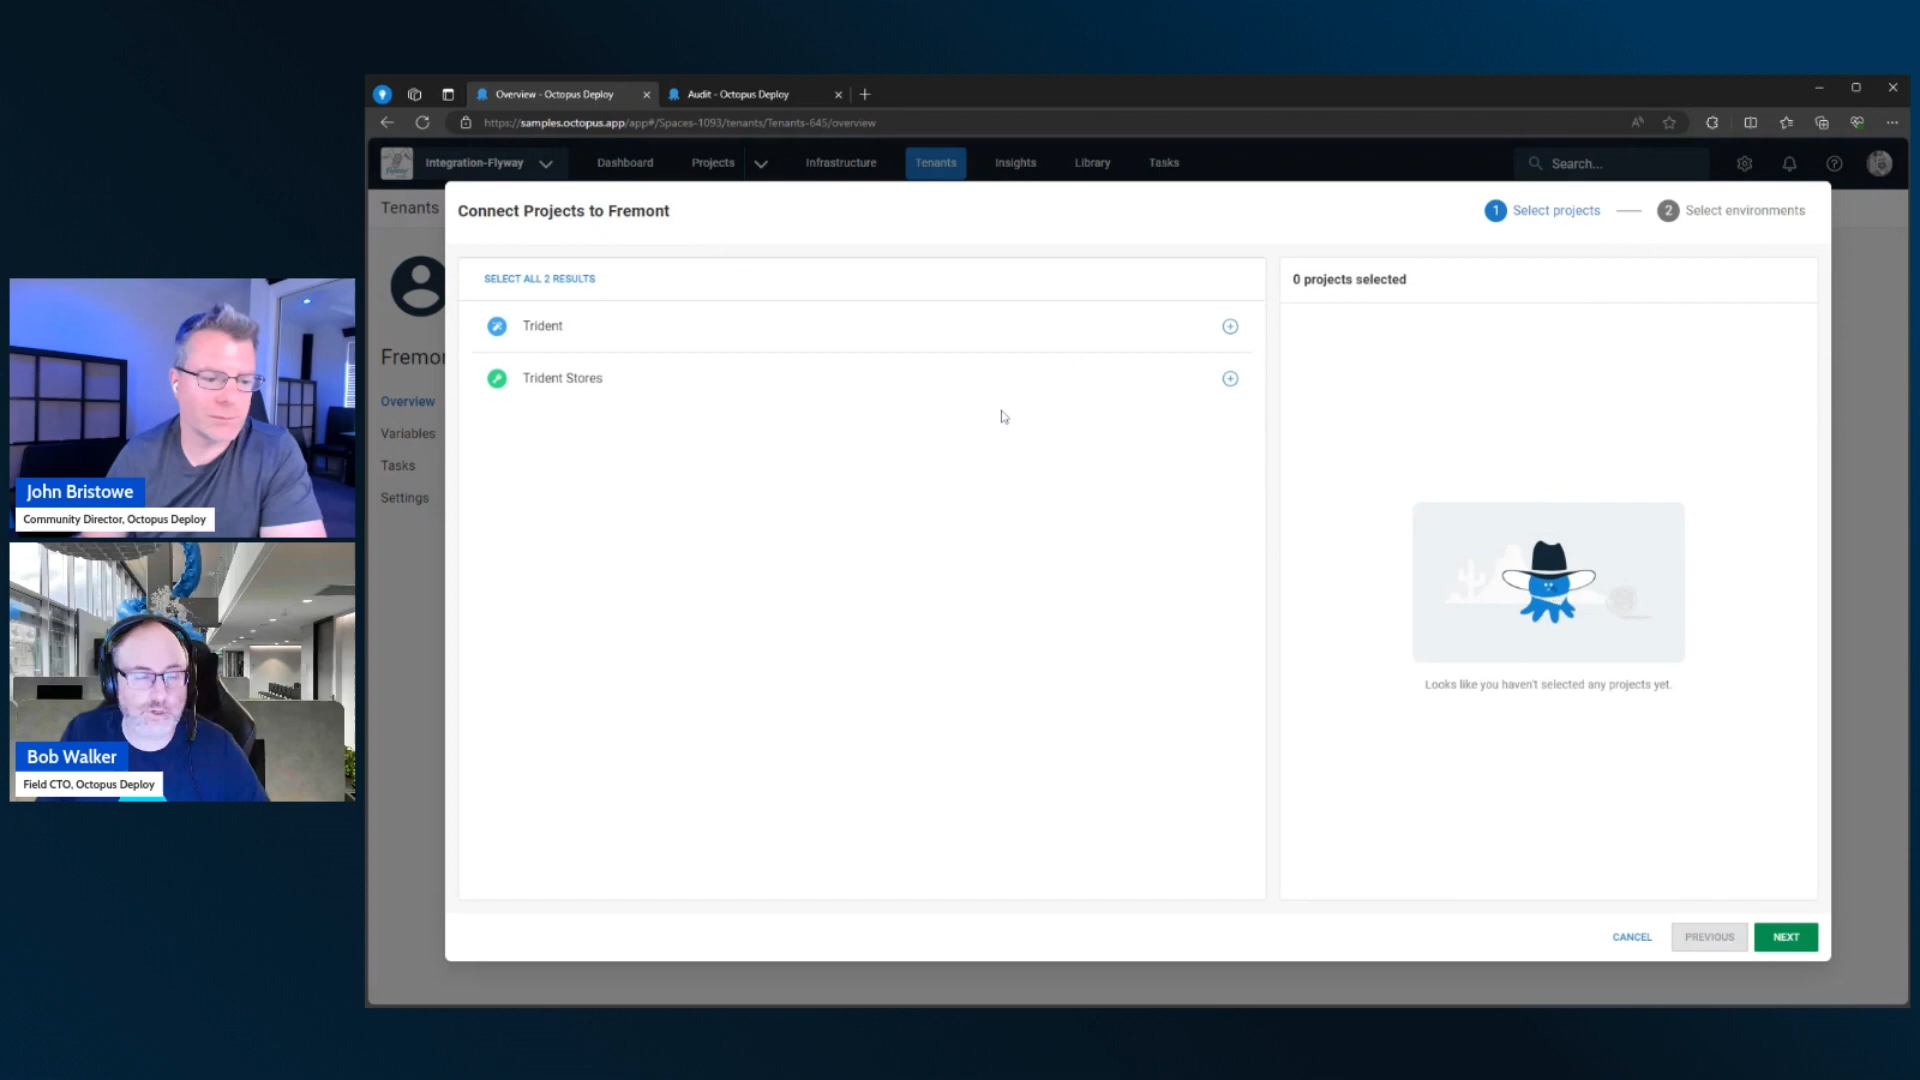 Overview - Octopus Deploy
Audit - Octopus Deploy
https://samples.octopus.app/app#/Spaces-1093/tenants/Tenants-645/overview
Integration-Flyway
Dashboard
Projects
Infrastructure
Tenants
Insights
Library
Tasks
Search...
Tenants
Connect Projects to Fremont
1 Select projects
2 Select environments
SELECT ALL 2 RESULTS
0 projects selected
Trident
Trident Stores
Fremo
Overview
Variables
Tasks
Settings
Looks like you haven't selected any projects yet.
CANCEL
PREVIOUS
NEXT
John Bristowe
Community Director, Octopus Deploy
Bob Walker
Field CTO, Octopus Deploy